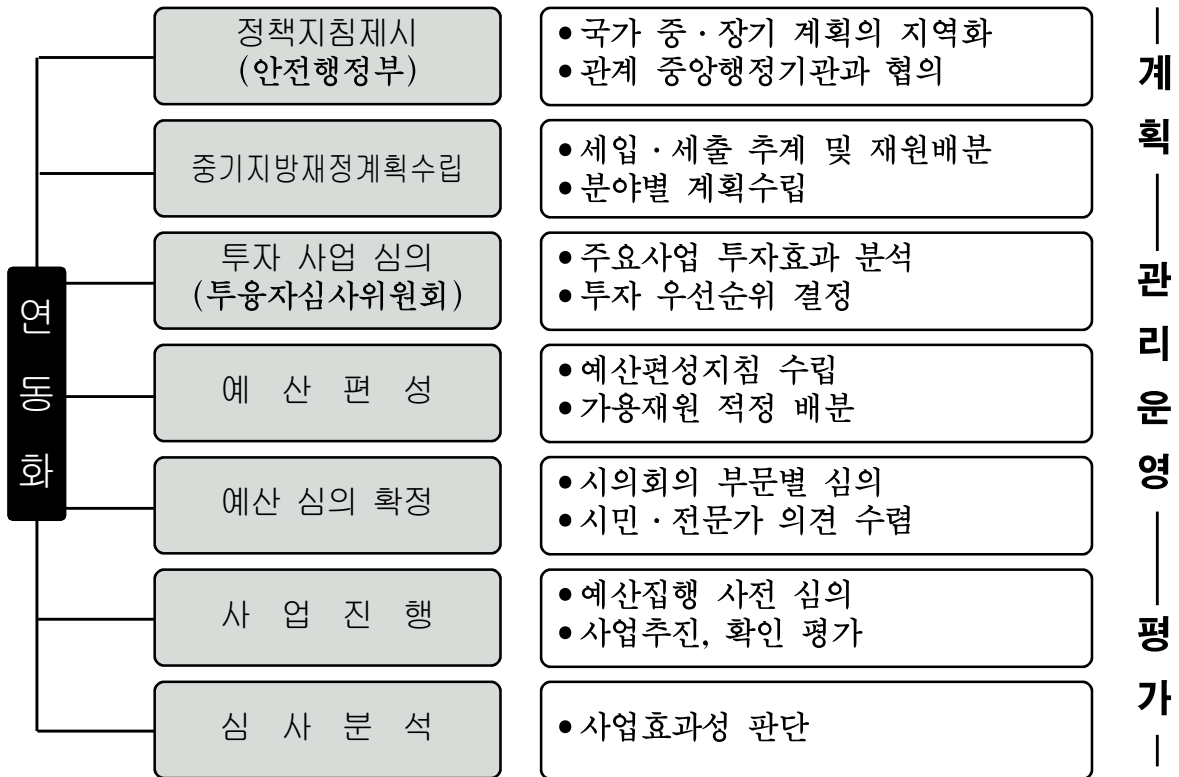 연동화
정책지침제시
(안전행정부)
● 국가 중 · 장기 계획의 지역화
● 관계 중앙행정기관과 협의
중기지방재정계획수립
● 세입 · 세출 추계 및 재원배분
● 분야별 계획수립
투자 사업 심의
(투융자심사위원회)
● 주요사업 투자효과 분석
● 투자 우선순위 결정
예 산 편 성
● 예산편성지침 수립
● 가용재원 적정 배분
예산 심의 확정
● 시의회의 부문별 심의
● 시민 · 전문가 의견 수렴
사 업 진 행
● 예산집행 사전 심의
● 사업추진, 확인 평가
심 사 분 석
● 사업효과성 판단
계획
관리운영
평가